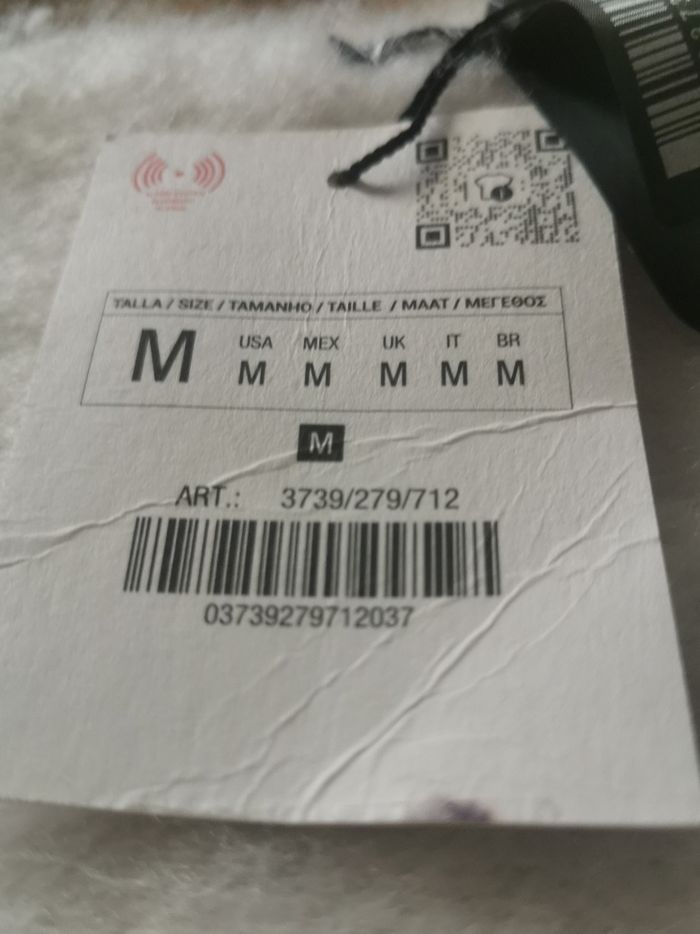 TALLA / SIZE / TAMANHO / TAILLE / MAAT / ΜΕΓΕΘΟΣ
M
USA MEX UK IT BR
M M M M M
M
ART.: 3739/279/712
03739279712037